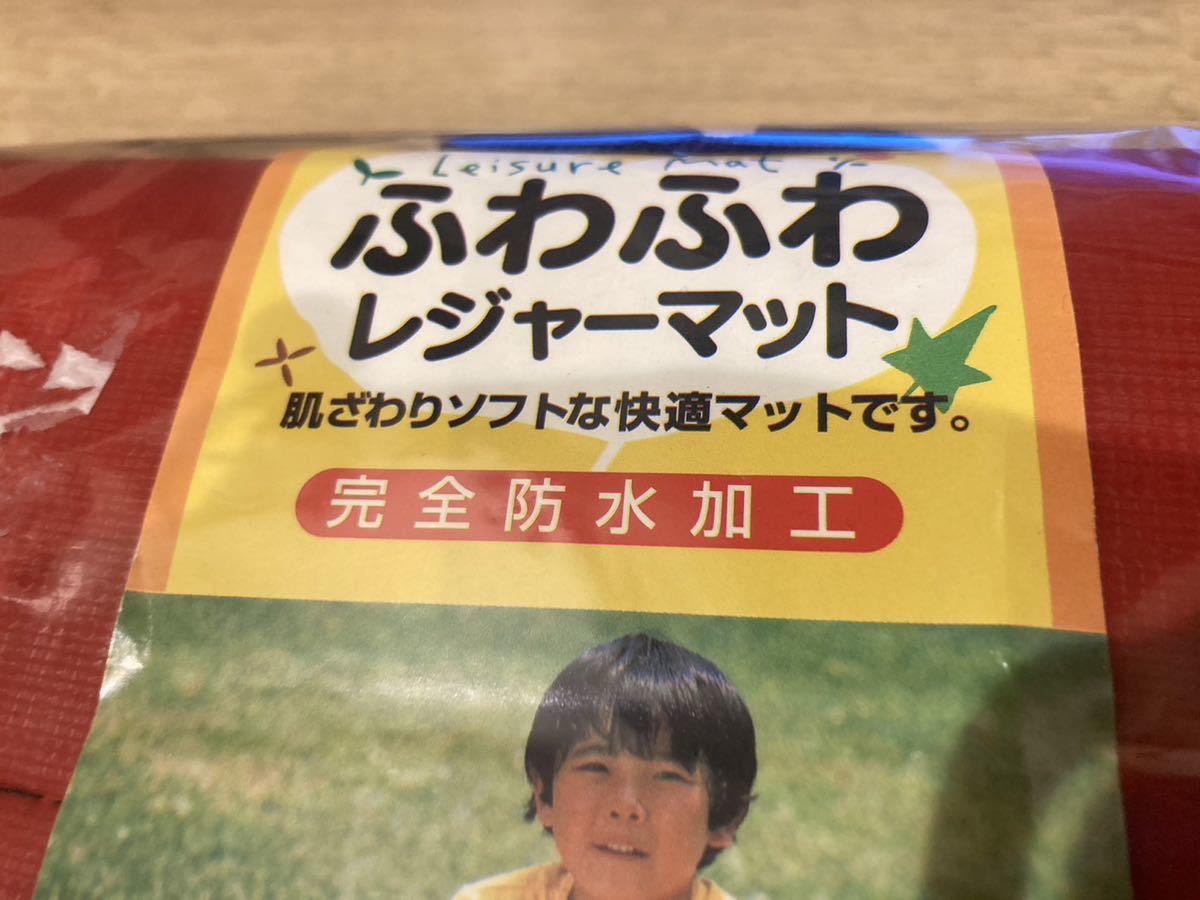 Leisure Mat
ふわふわ
レジャーマット
肌ざわりソフトな快適マットです。
完全防水加工